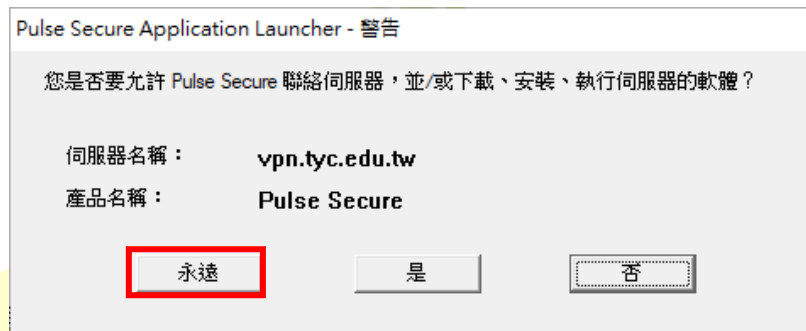 Pulse Secure Application Launcher - 警告
您是否要允許 Pulse Secure 聯絡伺服器，並/或下載、安裝、執行伺服器的軟體？
伺服器名稱： vpn.tyc.edu.tw
產品名稱： Pulse Secure
永遠 是 否